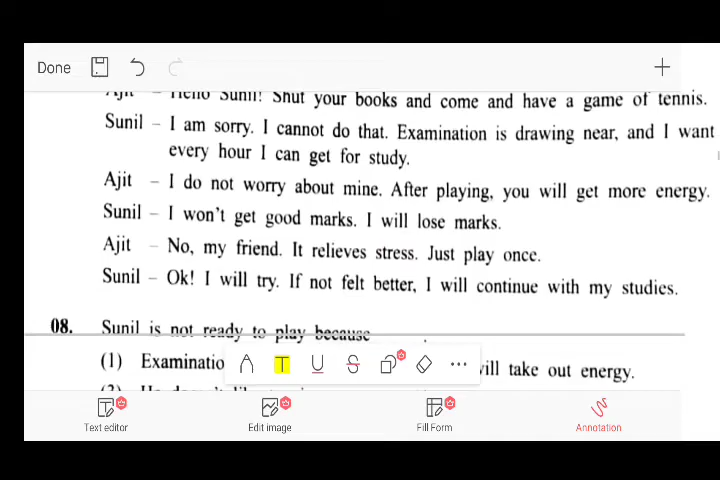 Done
Ajit – Hello Sunil! Shut your books and come and have a game of tennis.
Sunil – I am sorry. I cannot do that. Examination is drawing near, and I want
every hour I can get for study.
Ajit – I do not worry about mine. After playing, you will get more energy.
Sunil – I won't get good marks. I will lose marks.
Ajit – No, my friend. It relieves stress. Just play once.
Sunil – Ok! I will try. If not felt better, I will continue with my studies.
08. Sunil is not ready to play because
(1) Examinatio will take out energy.
Text editor
Edit image
Fill Form
Annotation